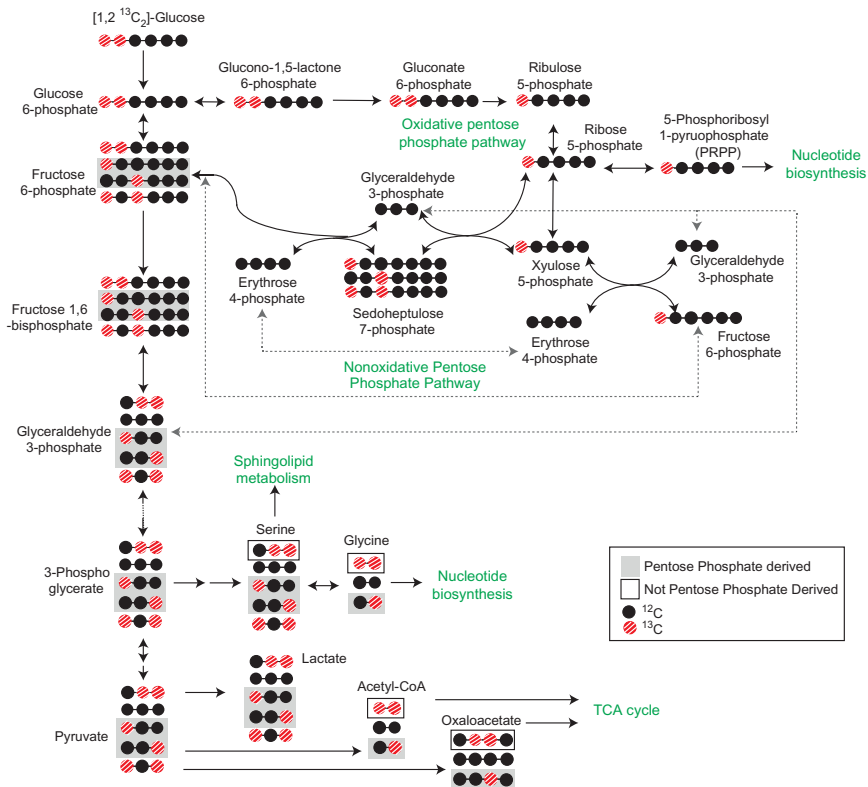 [1,2 ¹³C₂]-Glucose
Glucose
6-phosphate
Glucono-1,5-lactone
6-phosphate
Gluconate
6-phosphate
Ribulose
5-phosphate
Oxidative pentose
phosphate pathway
Ribose
5-phosphate
5-Phosphoribosyl
1-pyruophosphate
(PRPP)
Nucleotide
biosynthesis
Fructose
6-phosphate
Glyceraldehyde
3-phosphate
Erythrose
4-phosphate
Sedoheptulose
7-phosphate
Xyulose
5-phosphate
Glyceraldehyde
3-phosphate
Erythrose
4-phosphate
Fructose
6-phosphate
Fructose 1,6
-bisphosphate
Nonoxidative Pentose
Phosphate Pathway
Glyceraldehyde
3-phosphate
Sphingolipid
metabolism
Serine
Glycine
3-Phospho
glycerate
Nucleotide
biosynthesis
Pentose Phosphate derived
Not Pentose Phosphate Derived
¹²C
¹³C
Lactate
Pyruvate
Acetyl-CoA
Oxaloacetate
TCA cycle